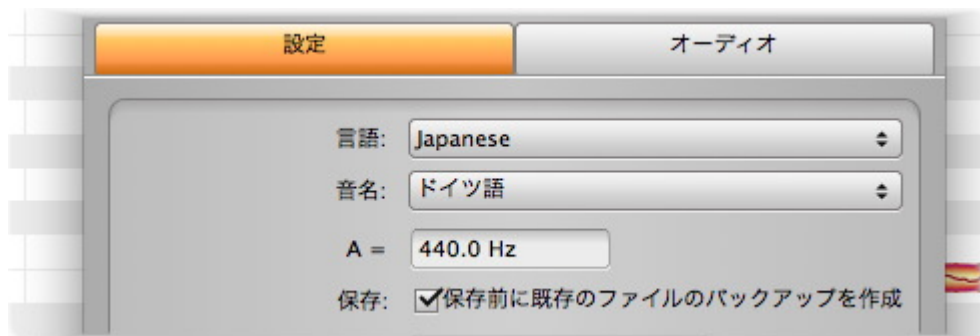 設定 オーディオ
言語: Japanese
音名: ドイツ語
A = 440.0 Hz
保存: 保存前に既存のファイルのバックアップを作成